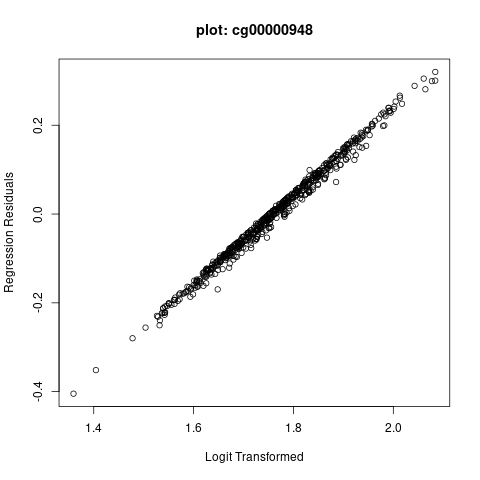 plot: cg00000948
Regression Residuals
0.2
0.0
-0.2
-0.4
1.4 1.6 1.8 2.0
Logit Transformed